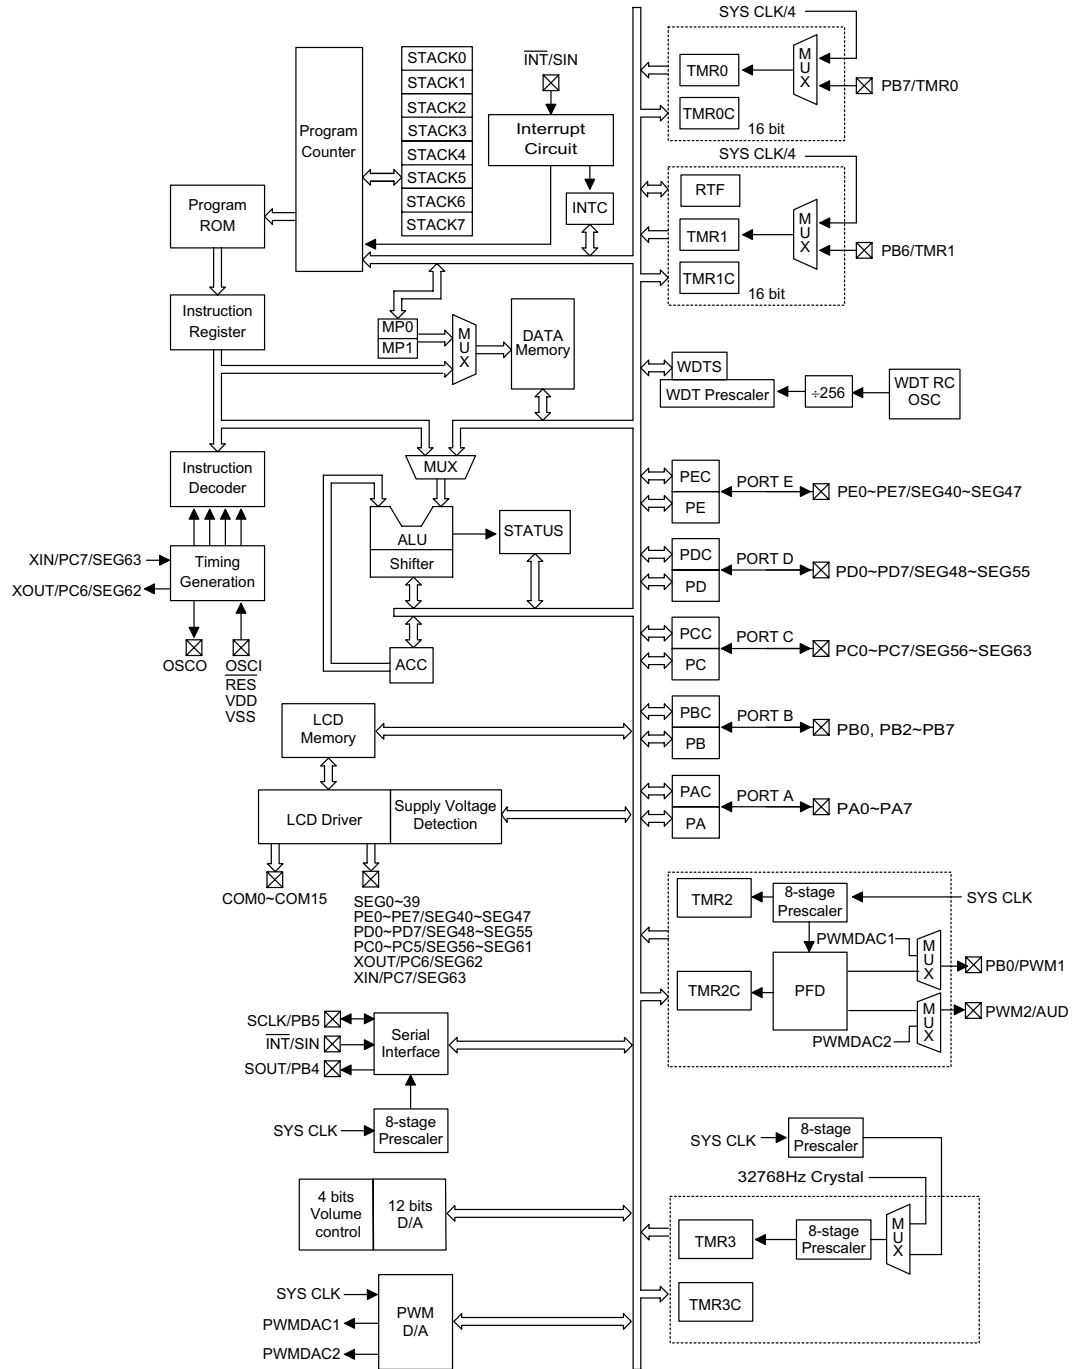 SYS CLK/4
STACK0
STACK1
STACK2
STACK3
STACK4
STACK5
STACK6
STACK7
INT/SIN
Program
Counter
Interrupt
Circuit
INTC
TMR0
TMR0C
16 bit
MUX
PB7/TMR0
SYS CLK/4
RTF
TMR1
TMR1C
16 bit
MUX
PB6/TMR1
Program
ROM
Instruction
Register
MP0
MP1
MUX
DATA
Memory
WDTS
WDT Prescaler
÷256
WDT RC
OSC
Instruction
Decoder
MUX
ALU
Shifter
STATUS
ACC
XIN/PC7/SEG63
XOUT/PC6/SEG62
Timing
Generation
OSCO
OSCI
RES
VDD
VSS
PEC
PE
PORT E
PE0~PE7/SEG40~SEG47
PDC
PD
PORT D
PD0~PD7/SEG48~SEG55
PCC
PC
PORT C
PC0~PC7/SEG56~SEG63
PBC
PB
PORT B
PB0, PB2~PB7
PAC
PA
PORT A
PA0~PA7
LCD
Memory
LCD Driver
Supply Voltage
Detection
COM0~COM15
SEG0~39
PE0~PE7/SEG40~SEG47
PD0~PD7/SEG48~SEG55
PC0~PC5/SEG56~SEG61
XOUT/PC6/SEG62
XIN/PC7/SEG63
TMR2
8-stage
Prescaler
SYS CLK
PWMDAC1
MUX
PB0/PWM1
TMR2C
PFD
MUX
PWM2/AUD
PWMDAC2
SCLK/PB5
INT/SIN
SOUT/PB4
Serial
Interface
SYS CLK
8-stage
Prescaler
SYS CLK
8-stage
Prescaler
32768Hz Crystal
TMR3
8-stage
Prescaler
MUX
TMR3C
4 bits
Volume
control
12 bits
D/A
SYS CLK
PWMDAC1
PWMDAC2
PWM
D/A